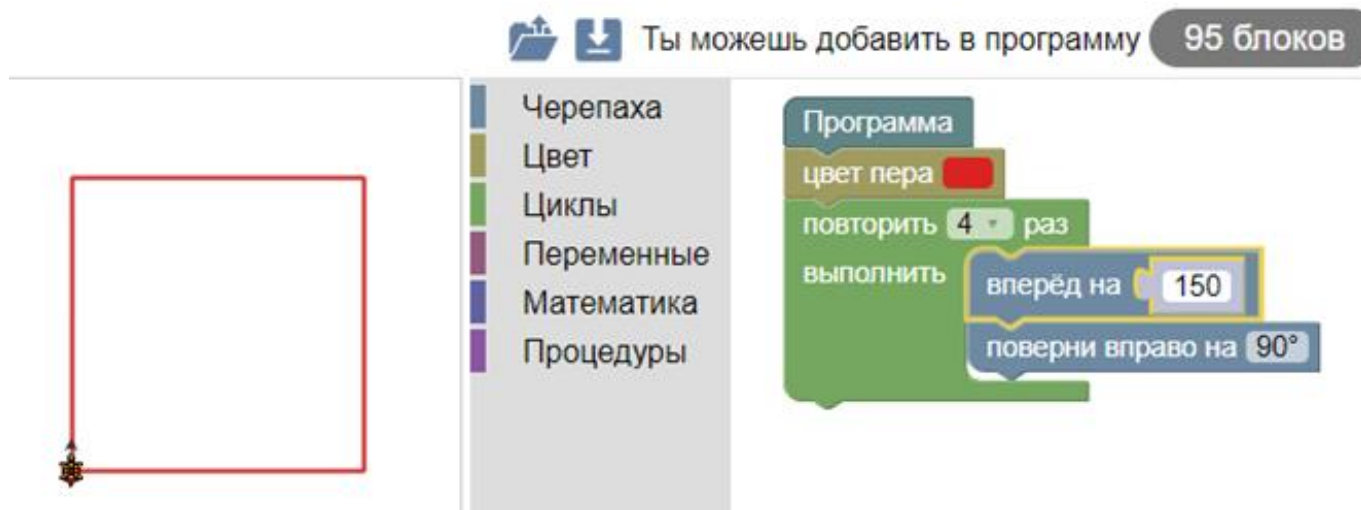 Ты можешь добавить в программу 95 блоков
Черепаха
Цвет
Циклы
Переменные
Математика
Процедуры
Программа
цвет пера
повторить 4 раз
выполнить
вперёд на 150
поверни вправо на 90°